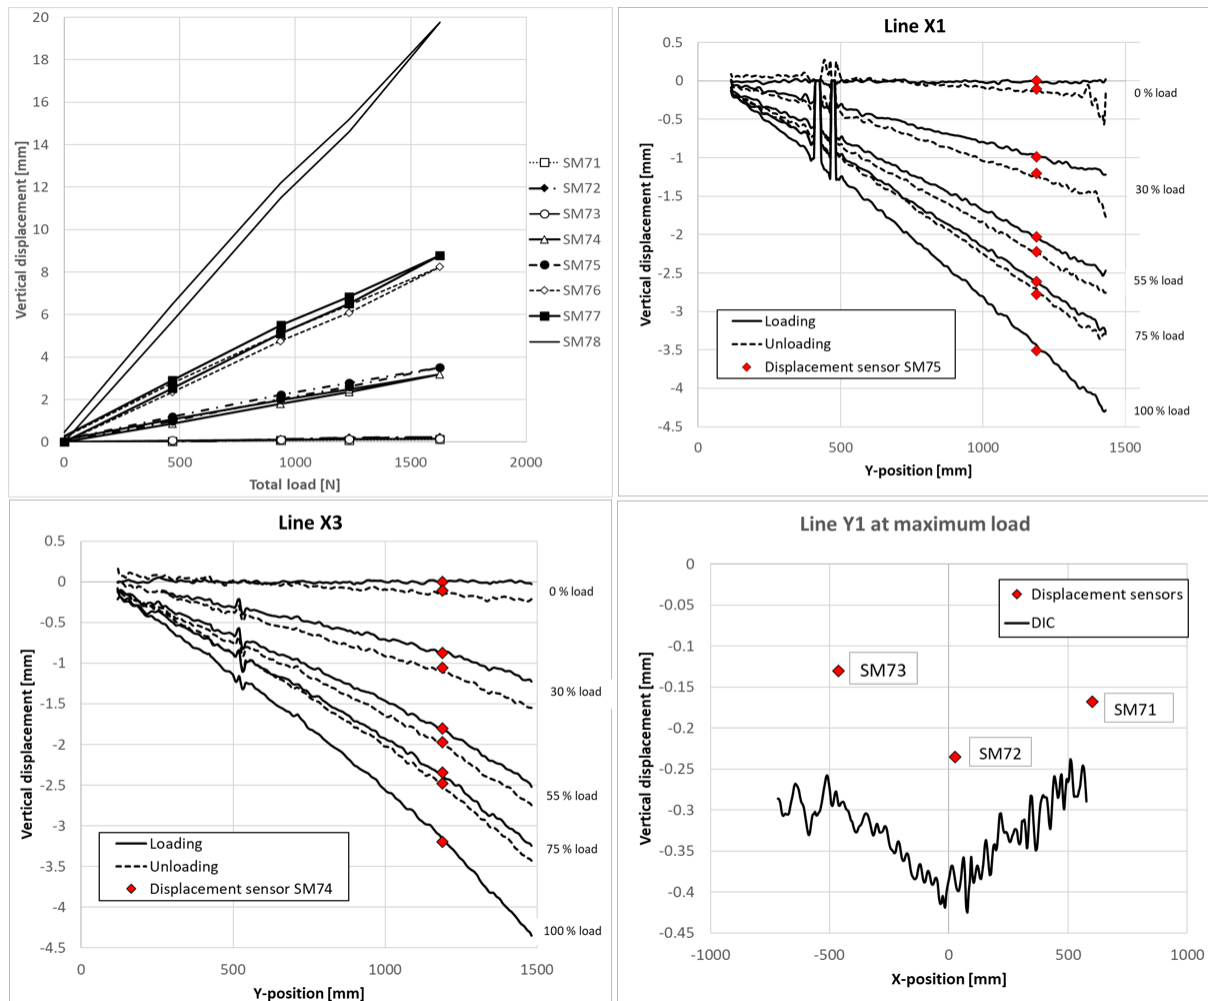 20
18
16
14
12
10
8
6
4
2
0
Vertical displacement [mm]
0
500
1000
1500
2000
Total load [N]
SM71
SM72
SM73
SM74
SM75
SM76
SM77
SM78
Line X1
0.5
0
-0.5
-1
-1.5
-2
-2.5
-3
-3.5
-4
-4.5
Vertical displacement [mm]
0 % load
30 % load
55 % load
75 % load
100 % load
Loading
Unloading
Displacement sensor SM75
0
500
1000
1500
Y-position [mm]
Line X3
0.5
0
-0.5
-1
-1.5
-2
-2.5
-3
-3.5
-4
-4.5
Vertical displacement [mm]
0 % load
30 % load
55 % load
75 % load
100 % load
Loading
Unloading
Displacement sensor SM74
0
500
1000
1500
Y-position [mm]
Line Y1 at maximum load
0
-0.05
-0.1
-0.15
-0.2
-0.25
-0.3
-0.35
-0.4
-0.45
Vertical displacement [mm]
Displacement sensors
DIC
SM73
SM71
SM72
-1000
-500
0
500
1000
X-position [mm]